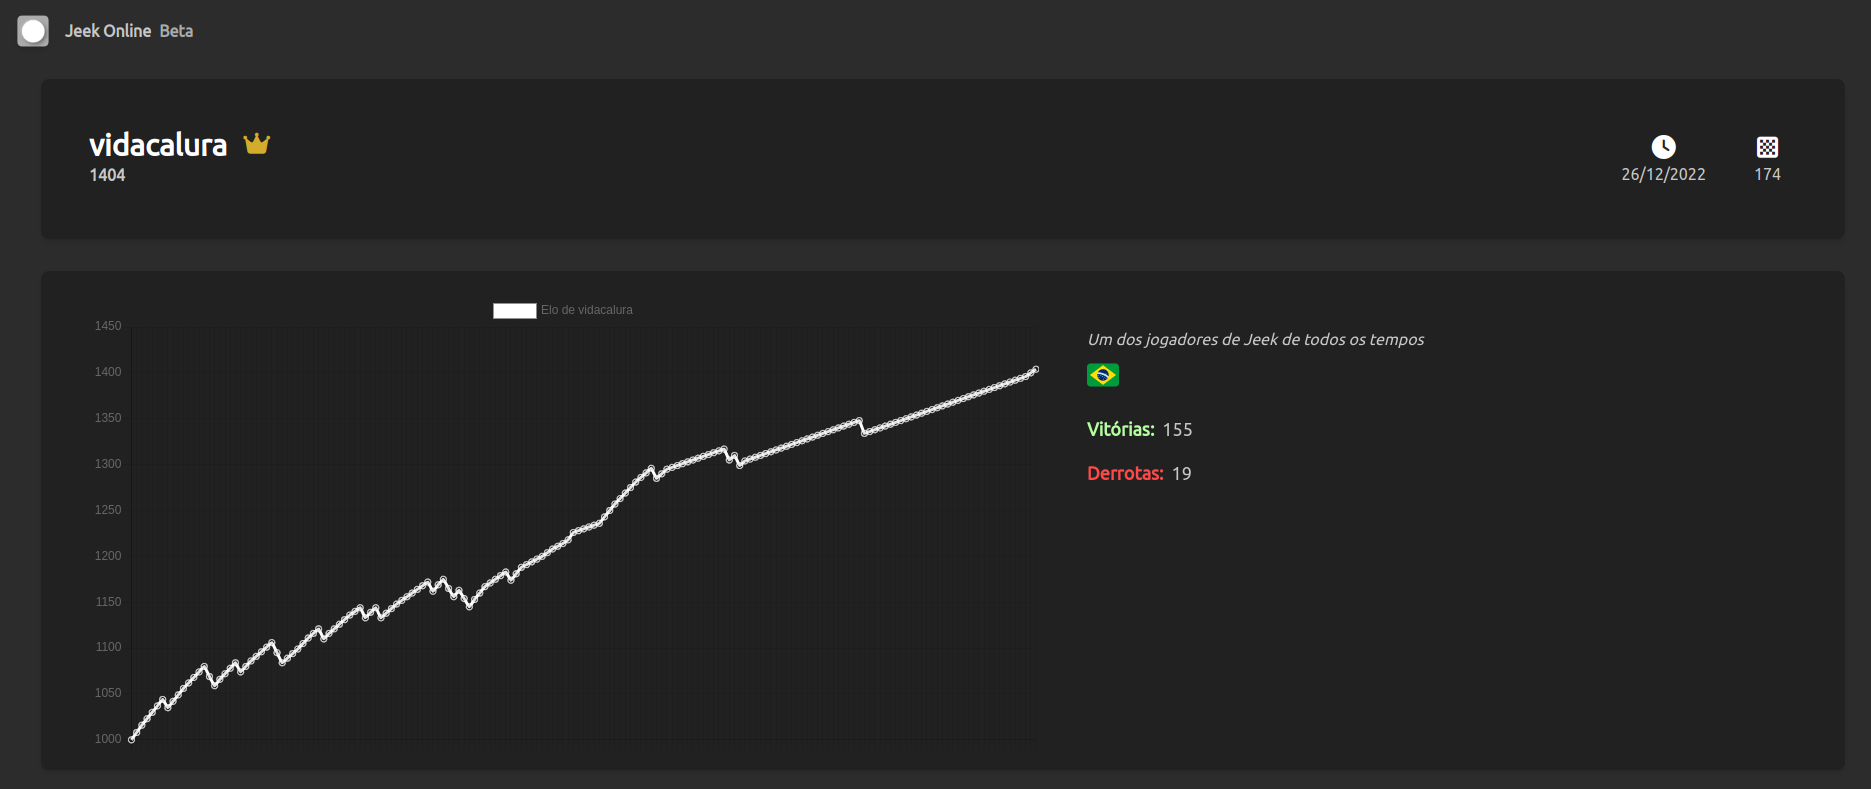 Jeek Online Beta
vidacalura
1404
26/12/2022
174
Elo de vidacalura
1450
1400
1350
1300
1250
1200
1150
1100
1050
1000
Um dos jogadores de Jeek de todos os tempos
Vitórias: 155
Derrotas: 19